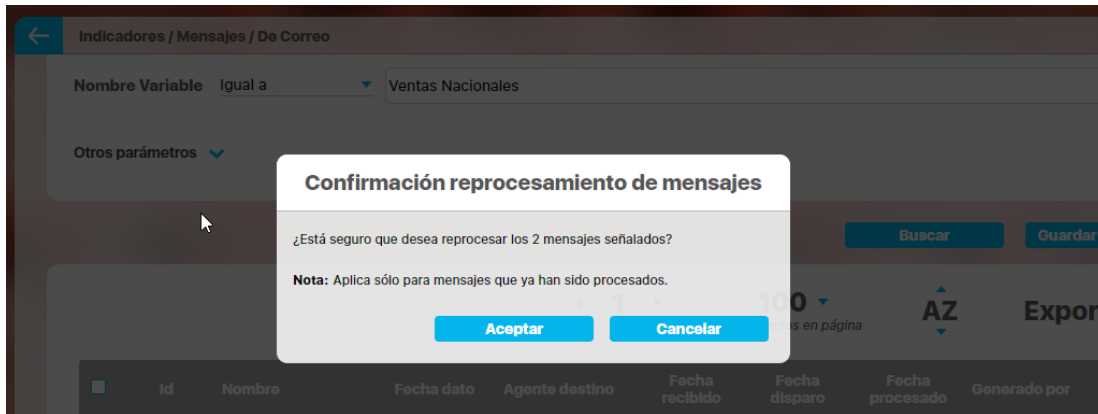 Indicadores / Mensajes / De Correo
Nombre Variable Igual a Ventas Nacionales
Otros parámetros
Confirmación reprocesamiento de mensajes
¿Está seguro que desea reprocesar los 2 mensajes señalados?
Buscar Guardar
Nota: Aplica sólo para mensajes que ya han sido procesados.
1 100 AZ Expor
en página
Aceptar Cancelar
Id Nombre Fecha dato Agente destino Fecha recibido Fecha disparo Fecha procesado Generado por